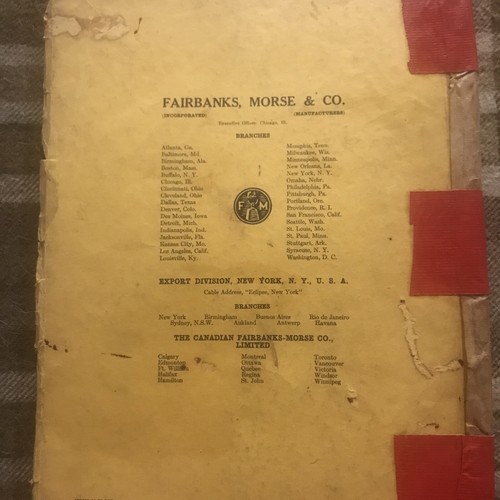 FAIRBANKS, MORSE & CO.
(INCORPORATED) (MANUFACTURERS)
Executive Offices, Chicago, Ill.
BRANCHES
Atlanta, Ga. Memphis, Tenn.
Baltimore, Md. Milwaukee, Wis.
Birmingham, Ala. Minneapolis, Minn.
Boston, Mass. New Orleans, La.
Buffalo, N. Y. New York, N. Y.
Chicago, Ill. Omaha, Nebr.
Cincinnati, Ohio Philadelphia, Pa.
Cleveland, Ohio Pittsburgh, Pa.
Dallas, Texas Portland, Ore.
Denver, Colo. Providence, R. I.
Des Moines, Iowa San Francisco, Calif.
Detroit, Mich. Seattle, Wash.
Indianapolis, Ind. St. Louis, Mo.
Jacksonville, Fla. St. Paul, Minn.
Kansas City, Mo. Stuttgart, Ark.
Los Angeles, Calif. Syracuse, N. Y.
Louisville, Ky. Washington, D. C.
F M
EXPORT DIVISION, NEW YORK, N. Y., U. S. A.
Cable Address, "Eclipse, New York"
BRANCHES
New York Birmingham Buenos Aires Rio de Janeiro
Sydney, N.S.W. Aukland Antwerp Havana
THE CANADIAN FAIRBANKS-MORSE CO.,
LIMITED
Calgary Montreal Toronto
Edmonton Ottawa Vancouver
Ft. William Quebec Victoria
Halifax Regina Windsor
Hamilton St. John Winnipeg